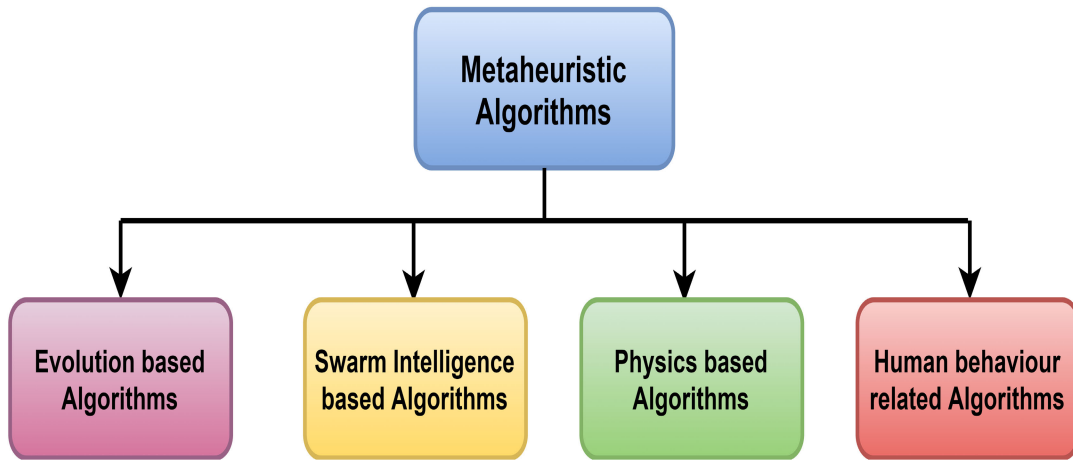 Metaheuristic
Algorithms
Evolution based
Algorithms
Swarm Intelligence
based Algorithms
Physics based
Algorithms
Human behaviour
related Algorithms